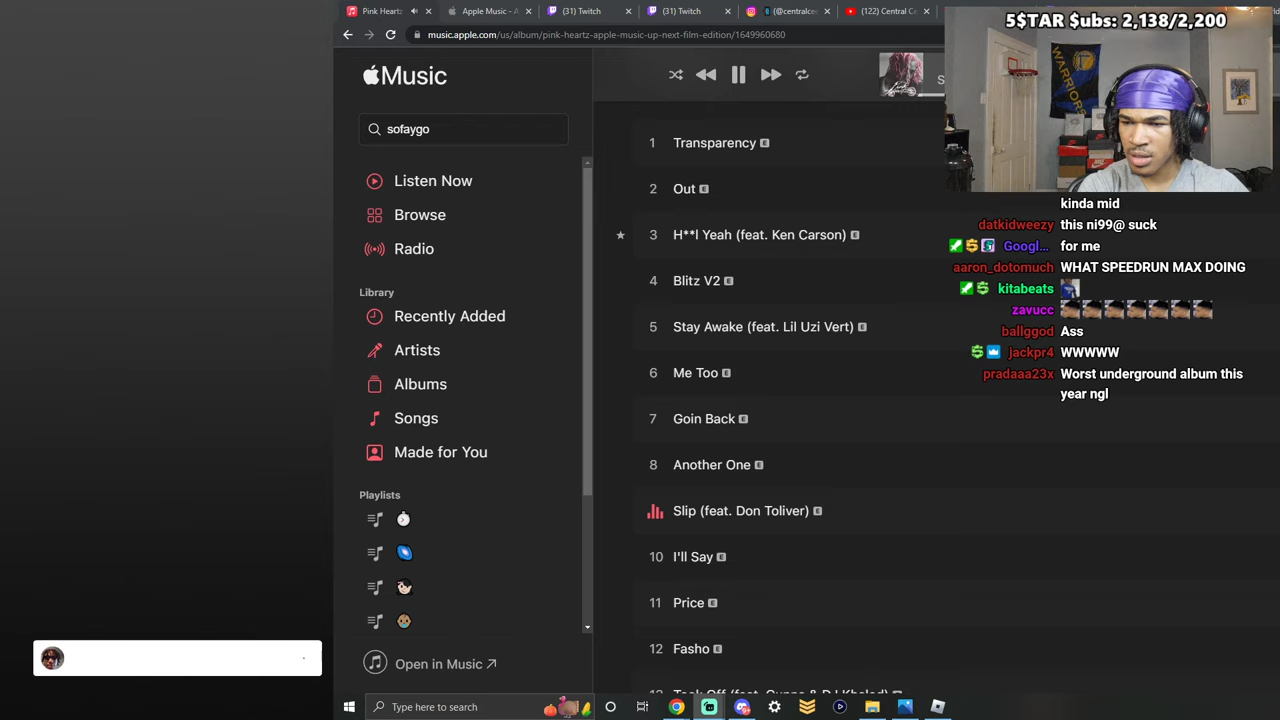 Pink Heartz
Apple Music - A
(31) Twitch
(31) Twitch
(@centralce
(122) Central C
music.apple.com/us/album/pink-heartz-apple-music-up-next-film-edition/1649960680
5$TAR $ubs: 2,138/2,200
WARRIORS
Music
sofaygo
Listen Now
Browse
Radio
Library
Recently Added
Artists
Albums
Songs
Made for You
Playlists
Open in Music
S
1 Transparency E
2 Out E
3 H**l Yeah (feat. Ken Carson) E
4 Blitz V2 E
5 Stay Awake (feat. Lil Uzi Vert) E
6 Me Too E
7 Goin Back E
8 Another One E
Slip (feat. Don Toliver) E
10 I'll Say E
11 Price E
12 Fasho E
kinda mid
datkidweezy this ni99@ suck
Googl... for me
aaron_dotomuch WHAT SPEEDRUN MAX DOING
kitabeats
zavucc
ballggod Ass
jackpr4 WWWWW
pradaaa23x Worst underground album this
year ngl
Type here to search